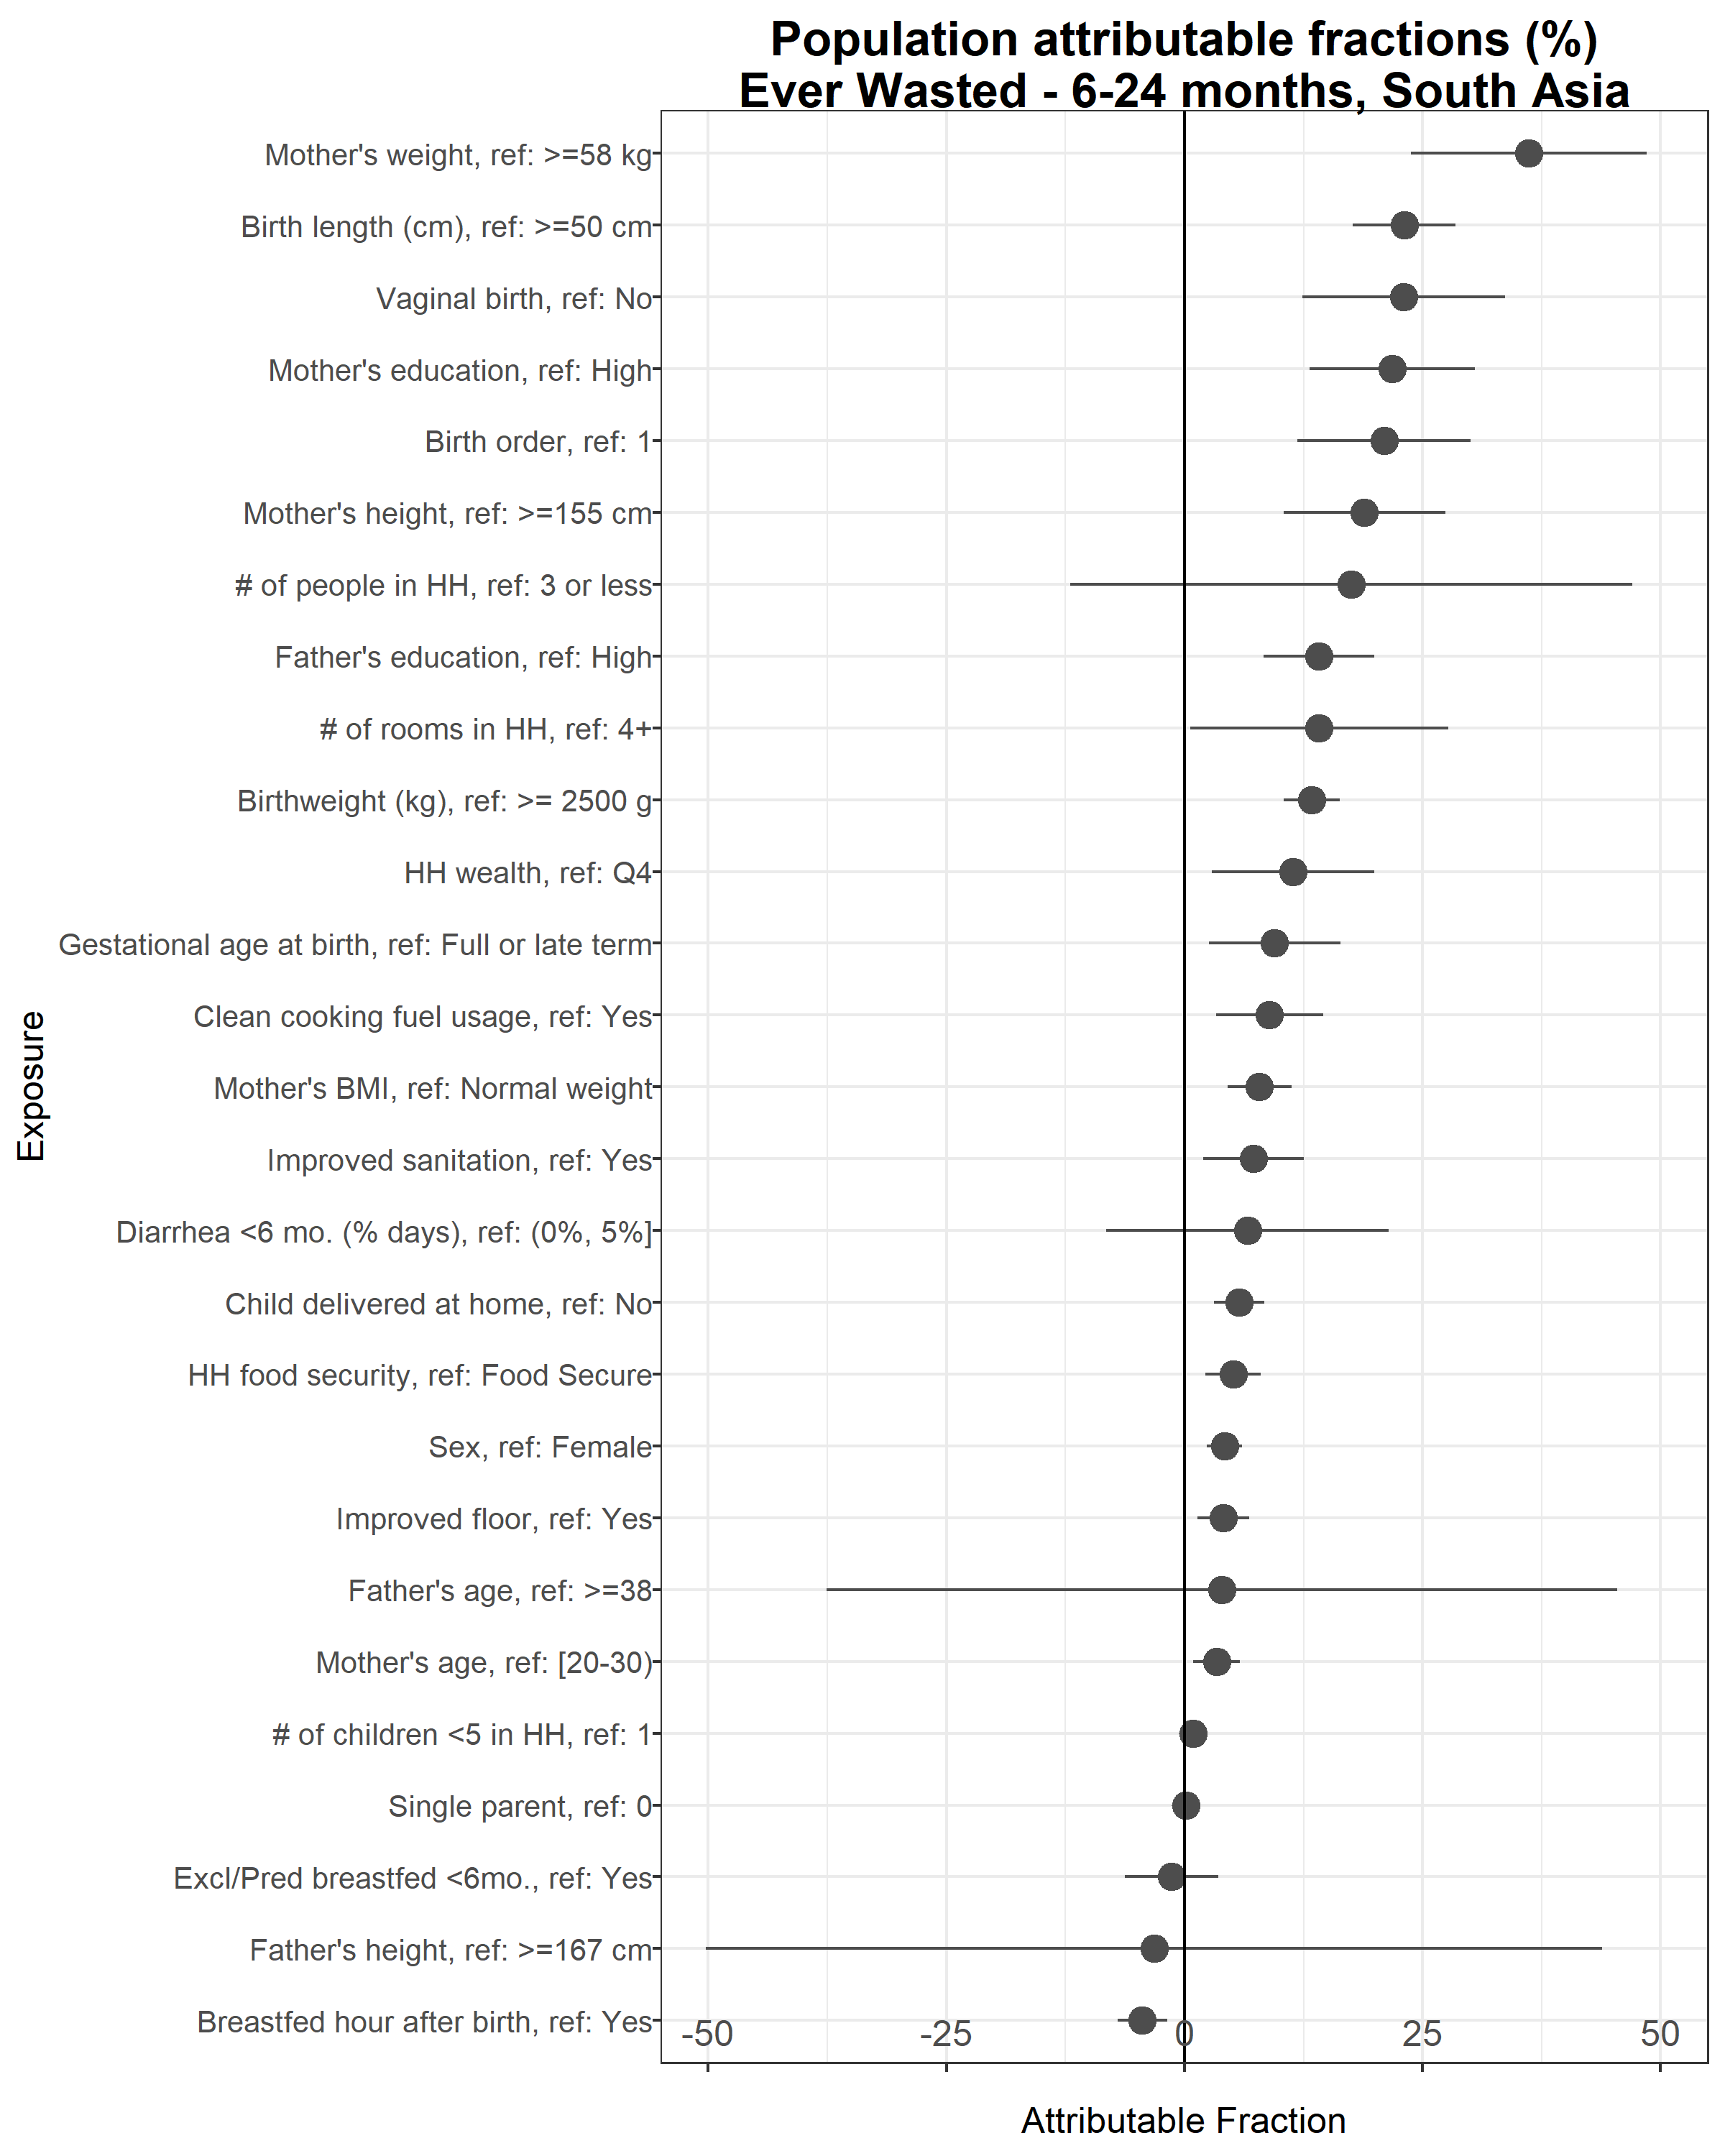 Population attributable fractions (%)
Ever Wasted - 6-24 months, South Asia
Mother's weight, ref: >=58 kg
Birth length (cm), ref: >=50 cm
Vaginal birth, ref: No
Mother's education, ref: High
Birth order, ref: 1
Mother's height, ref: >=155 cm
# of people in HH, ref: 3 or less
Father's education, ref: High
# of rooms in HH, ref: 4+
Birthweight (kg), ref: >= 2500 g
HH wealth, ref: Q4
Gestational age at birth, ref: Full or late term
Clean cooking fuel usage, ref: Yes
Mother's BMI, ref: Normal weight
Improved sanitation, ref: Yes
Diarrhea <6 mo. (% days), ref: (0%, 5%]
Child delivered at home, ref: No
HH food security, ref: Food Secure
Sex, ref: Female
Improved floor, ref: Yes
Father's age, ref: >=38
Mother's age, ref: [20-30)
# of children <5 in HH, ref: 1
Single parent, ref: 0
Excl/Pred breastfed <6mo., ref: Yes
Father's height, ref: >=167 cm
Breastfed hour after birth, ref: Yes
Exposure
-50 -25 0 25 50
Attributable Fraction